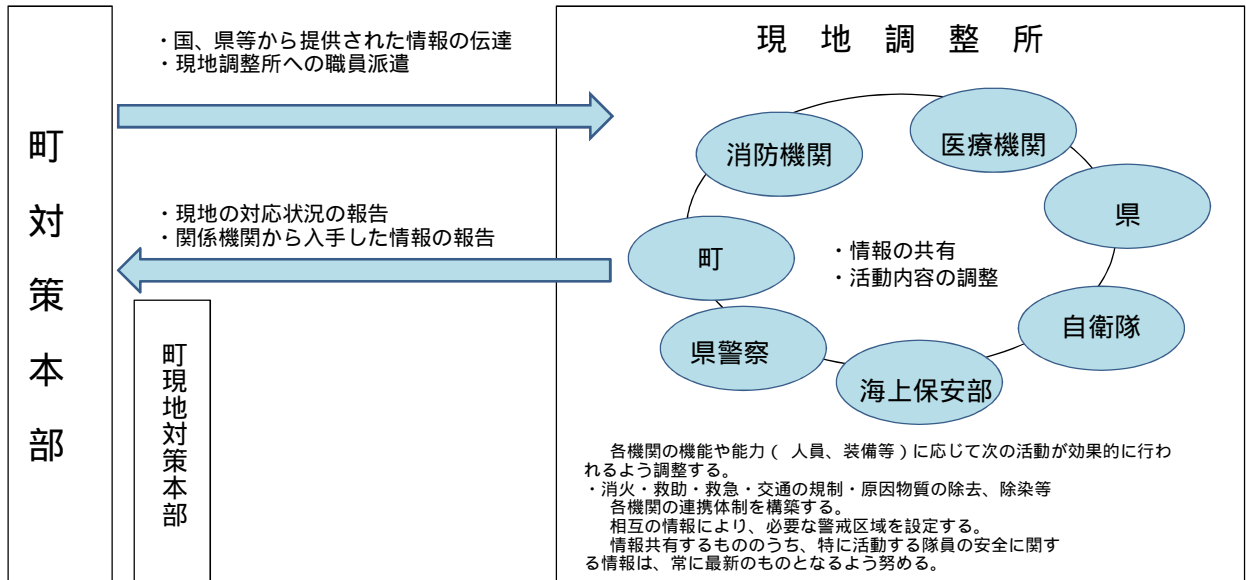 町対策本部
・国、県等から提供された情報の伝達
・現地調整所への職員派遣
・現地の対応状況の報告
・関係機関から入手した情報の報告
町現地対策本部
現地調整所
消防機関
医療機関
県
町
・情報の共有
・活動内容の調整
自衛隊
県警察
海上保安部
各機関の機能や能力(人員、装備等)に応じて次の活動が効果的に行わ
れるよう調整する。
・消火・救助・救急・交通の規制・原因物質の除去、除染等
各機関の連携体制を構築する。
相互の情報により、必要な警戒区域を設定する。
情報共有するもののうち、特に活動する隊員の安全に関す
る情報は、常に最新のものとなるよう努める。